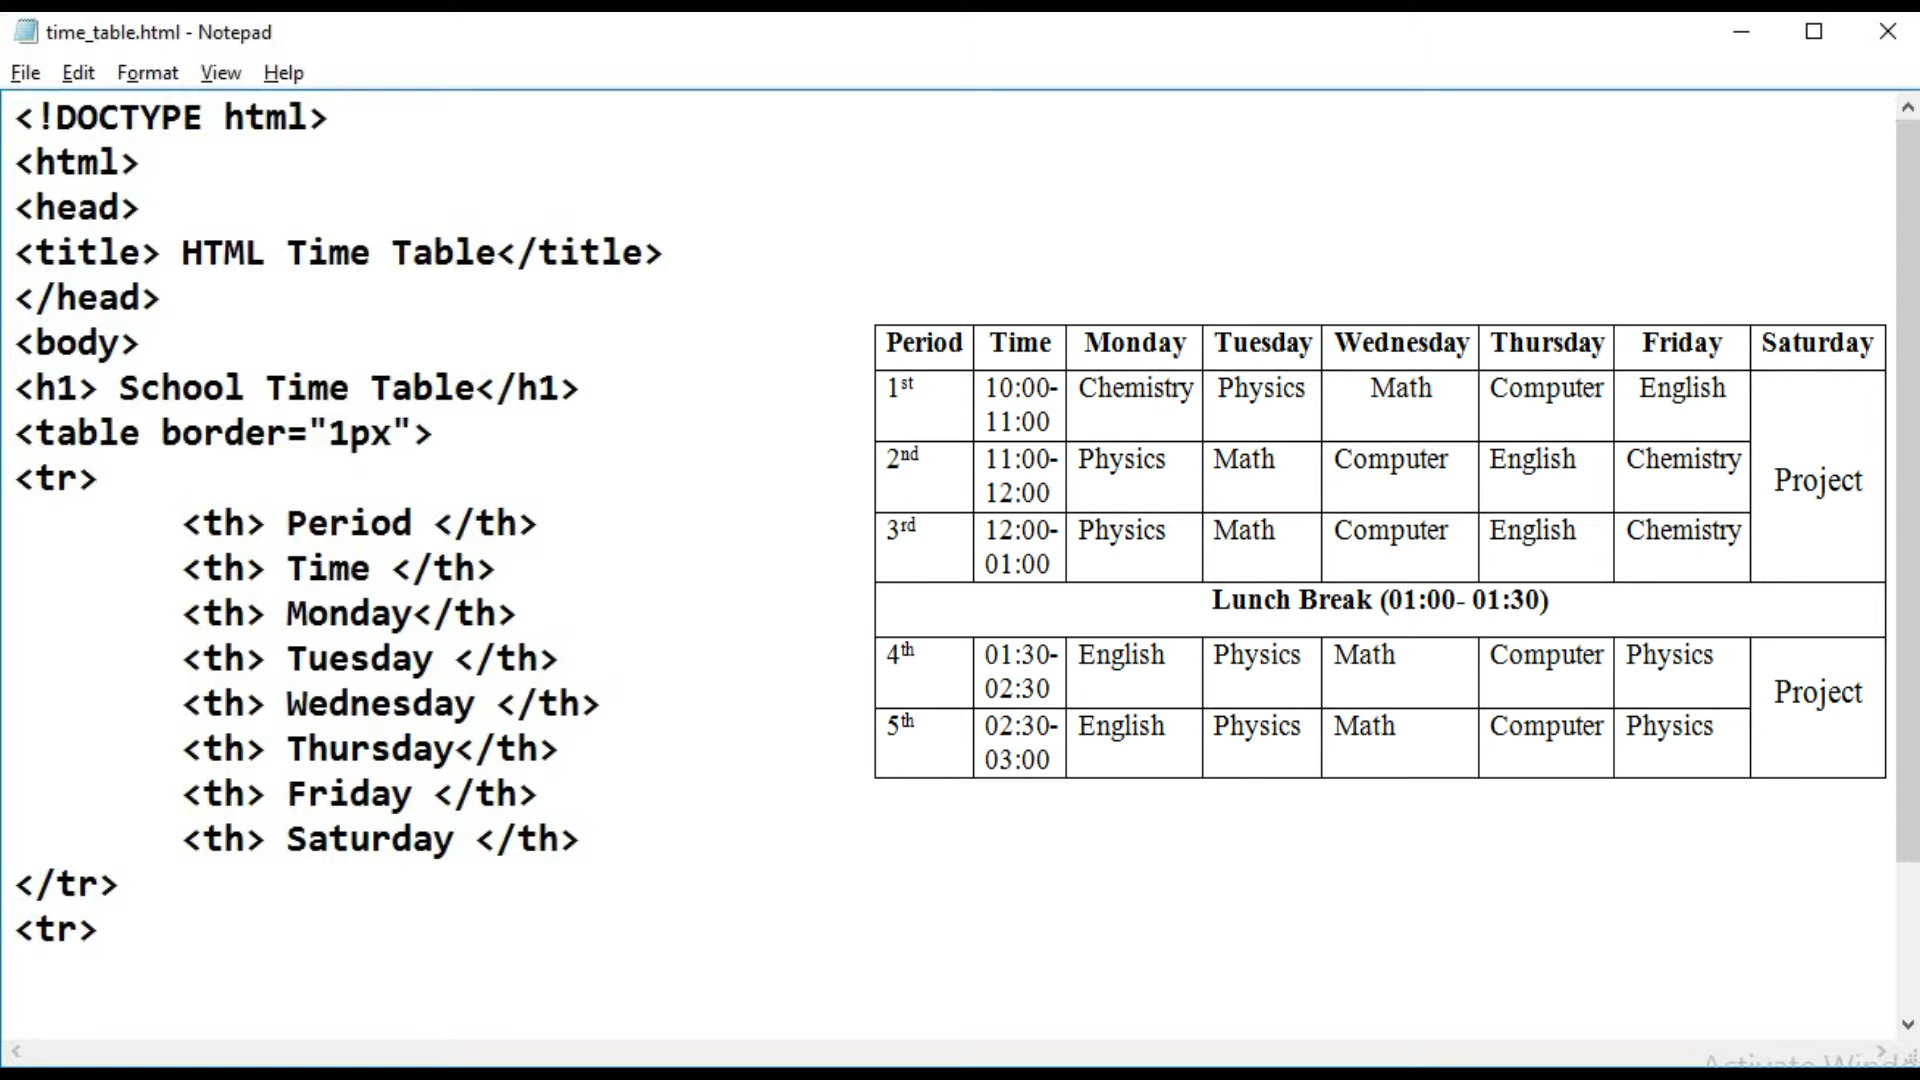 time_table.html - Notepad
File Edit Format View Help
<!DOCTYPE html>
<html>
<head>
<title> HTML Time Table</title>
</head>
<body>
<h1> School Time Table</h1>
<table border="1px">
<tr>
<th> Period </th>
<th> Time </th>
<th> Monday</th>
<th> Tuesday </th>
<th> Wednesday </th>
<th> Thursday</th>
<th> Friday </th>
<th> Saturday </th>
</tr>
<tr>
Period Time Monday Tuesday Wednesday Thursday Friday Saturday
1st 10:00- Chemistry Physics Math Computer English
11:00
2nd 11:00- Physics Math Computer English Chemistry
12:00
Project
3rd 12:00- Physics Math Computer English Chemistry
01:00
Lunch Break (01:00- 01:30)
4th 01:30- English Physics Math Computer Physics
02:30
Project
5th 02:30- English Physics Math Computer Physics
03:00